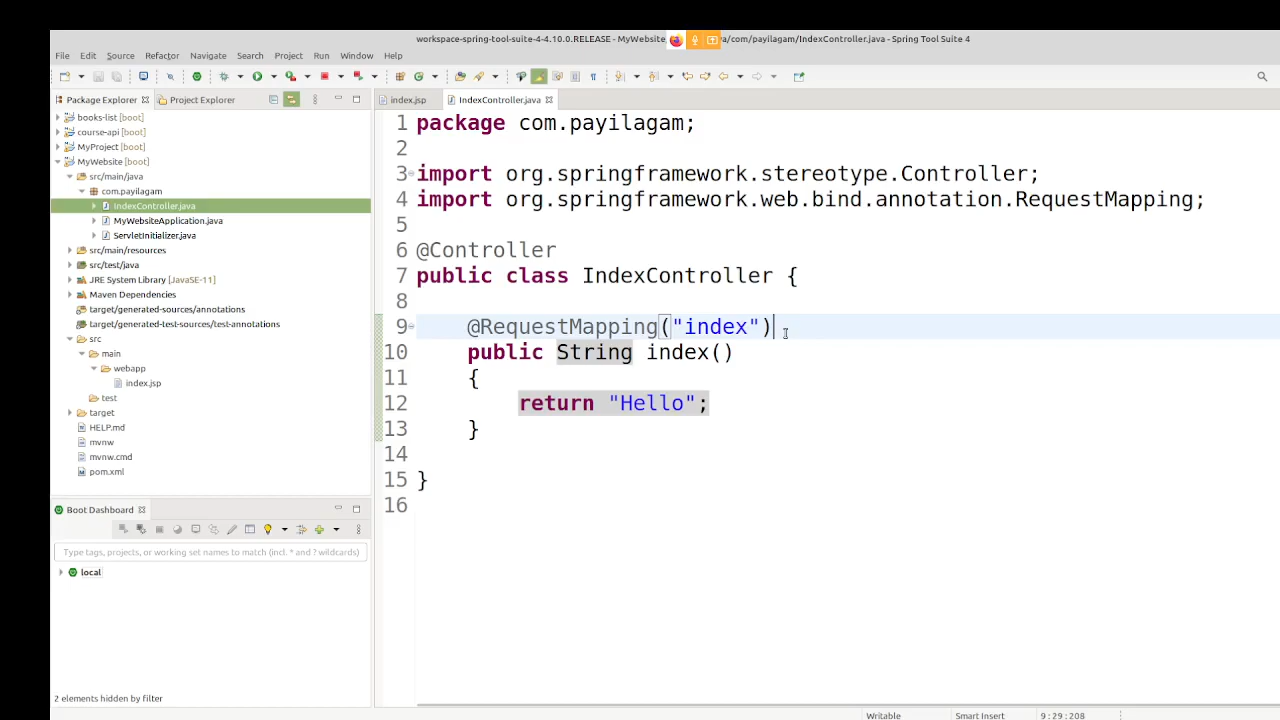 workspace-spring-tool-suite-4-4.10.0.RELEASE - MyWebsite va/com/payilagam/IndexController.java - Spring Tool Suite 4
File Edit Source Refactor Navigate Search Project Run Window Help
Package Explorer Project Explorer
index.jsp IndexController.java
books-list [boot]
course-api [boot]
MyProject [boot]
MyWebsite [boot]
src/main/java
com.payilagam
IndexController.java
MyWebsiteApplication.java
ServletInitializer.java
src/main/resources
src/test/java
JRE System Library [JavaSE-11]
Maven Dependencies
target/generated-sources/annotations
target/generated-test-sources/test-annotations
src
main
webapp
index.jsp
test
target
HELP.md
mvnw
mvnw.cmd
pom.xml
1 package com.payilagam;
2
3 import org.springframework.stereotype.Controller;
4 import org.springframework.web.bind.annotation.RequestMapping;
5
6 @Controller
7 public class IndexController {
8
9 @RequestMapping("index")
10 public String index()
11 {
12 return "Hello";
13 }
14
15 }
16
Boot Dashboard
Type tags, projects, or working set names to match (incl. * and ? wildcards)
local
2 elements hidden by filter
Writable Smart Insert 9 : 29 : 208